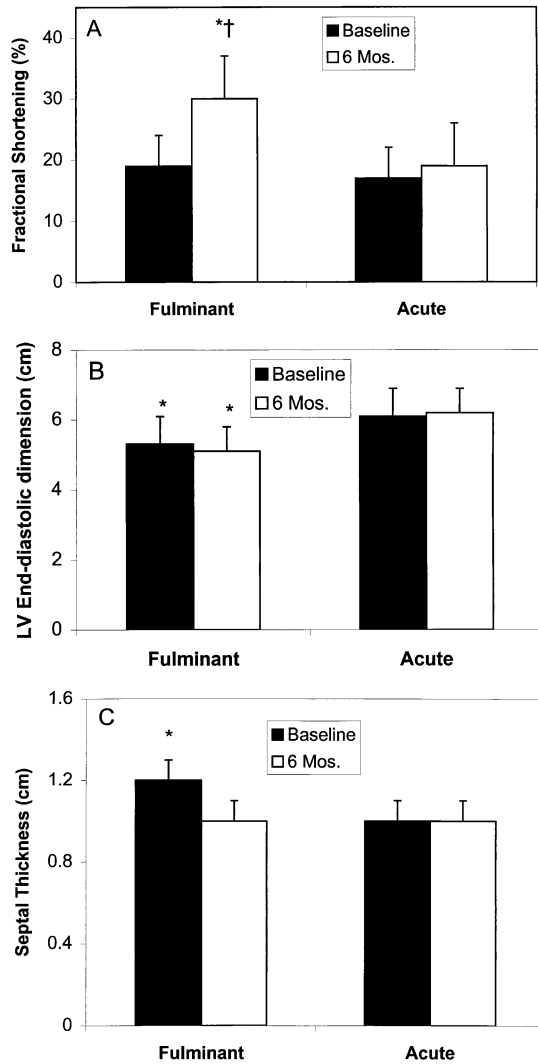 A
*†
Baseline
6 Mos.
Fractional Shortening (%)
40
30
20
10
0
Fulminant Acute
B
Baseline
6 Mos.
* *
LV End-diastolic dimension (cm)
8
6
4
2
0
Fulminant Acute
C
Baseline
6 Mos.
*
Septal Thickness (cm)
1.6
1.2
0.8
0.4
0
Fulminant Acute